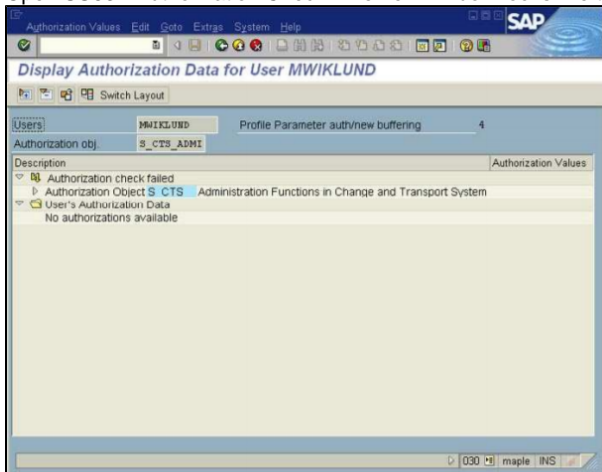 Authorization Values Edit Goto Extras System Help
SAP
Display Authorization Data for User MWIKLUND
Switch Layout
Users MWIKLUND Profile Parameter auth/new buffering 4
Authorization obj. S_CTS_ADMI
Description Authorization Values
Authorization check failed
Authorization Object S_CTS Administration Functions in Change and Transport System
User's Authorization Data
No authorizations available
030 maple INS